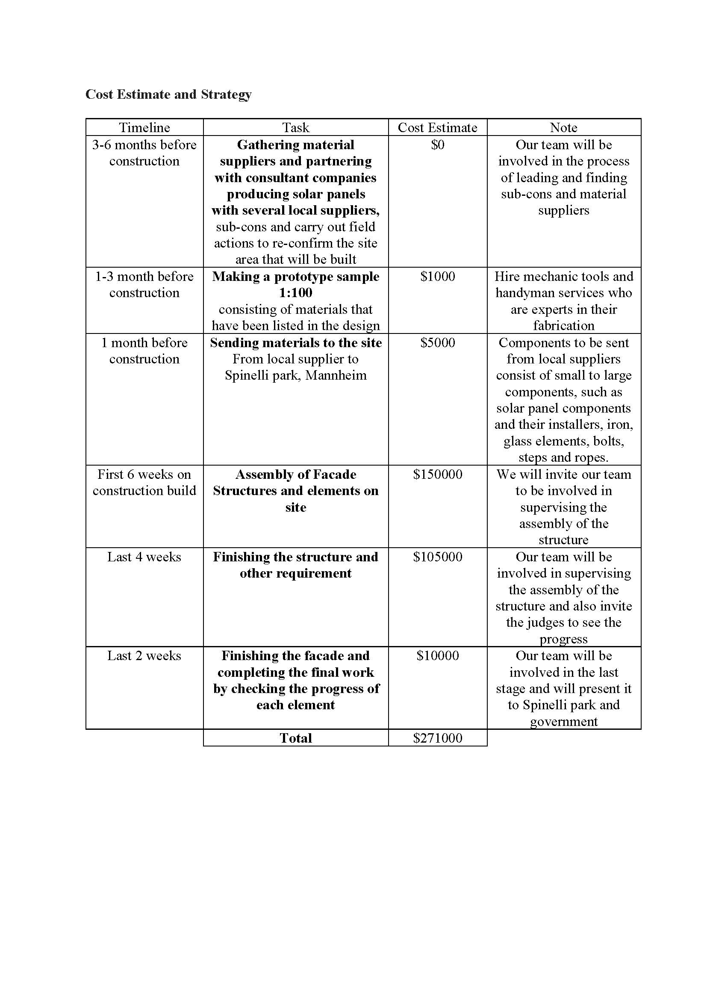 Cost Estimate and Strategy
Timeline
Task
Cost Estimate
Note
3-6 months before
construction
Gathering material
suppliers and partnering
with consultant companies
producing solar panels
with several local suppliers,
sub-cons and carry out field
actions to re-confirm the site
area that will be built
$0
Our team will be
involved in the process
of leading and finding
sub-cons and material
suppliers
1-3 month before
construction
Making a prototype sample
1:100
consisting of materials that
have been listed in the design
$1000
Hire mechanic tools and
handyman services who
are experts in their
fabrication
1 month before
construction
Sending materials to the site
From local supplier to
Spinelli park, Mannheim
$5000
Components to be sent
from local suppliers
consist of small to large
components, such as
solar panel components
and their installers, iron,
glass elements, bolts,
steps and ropes.
First 6 weeks on
construction build
Assembly of Facade
Structures and elements on
site
$150000
We will invite our team
to be involved in
supervising the
assembly of the
structure
Last 4 weeks
Finishing the structure and
other requirement
$105000
Our team will be
involved in supervising
the assembly of the
structure and also invite
the judges to see the
progress
Last 2 weeks
Finishing the facade and
completing the final work
by checking the progress of
each element
$10000
Our team will be
involved in the last
stage and will present it
to Spinelli park and
government
Total
$271000